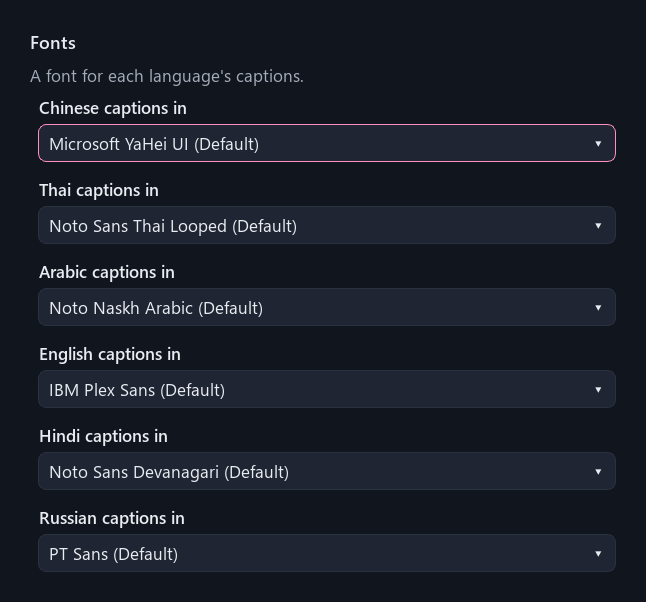 Fonts
A font for each language's captions.
Chinese captions in
Microsoft YaHei UI (Default)
Thai captions in
Noto Sans Thai Looped (Default)
Arabic captions in
Noto Naskh Arabic (Default)
English captions in
IBM Plex Sans (Default)
Hindi captions in
Noto Sans Devanagari (Default)
Russian captions in
PT Sans (Default)